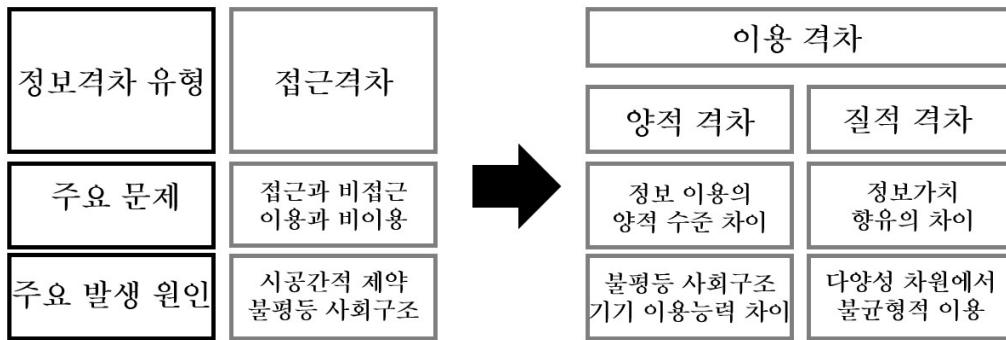 정보격차 유형
접근격차
이용 격차
양적 격차
질적 격차
주요 문제
접근과 비접근
이용과 비이용
정보 이용의
양적 수준 차이
정보가치
향유의 차이
주요 발생 원인
시공간적 제약
불평등 사회구조
불평등 사회구조
기기 이용능력 차이
다양성 차원에서
불균형적 이용